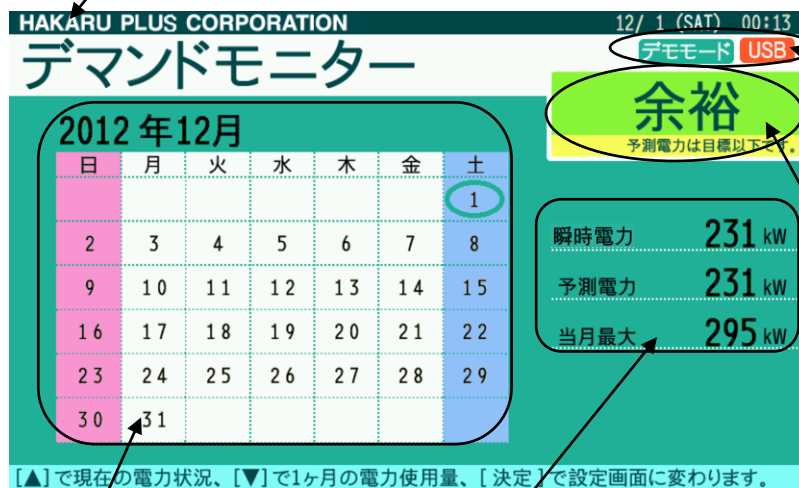 HAKARU PLUS CORPORATION 12/ 1 (SAT) 00:13
デマンドモニター デモモード USB
余裕
予測電力は目標以下です。
2012 年12月
日 月 火 水 木 金 土
1
2 3 4 5 6 7 8
9 10 11 12 13 14 15
16 17 18 19 20 21 22
23 24 25 26 27 28 29
30 31
瞬時電力 231 kW
予測電力 231 kW
当月最大 295 kW
[▲]で現在の電力状況、[▼]で1ヶ月の電力使用量、[ 決定 ]で設定画面に変わります。